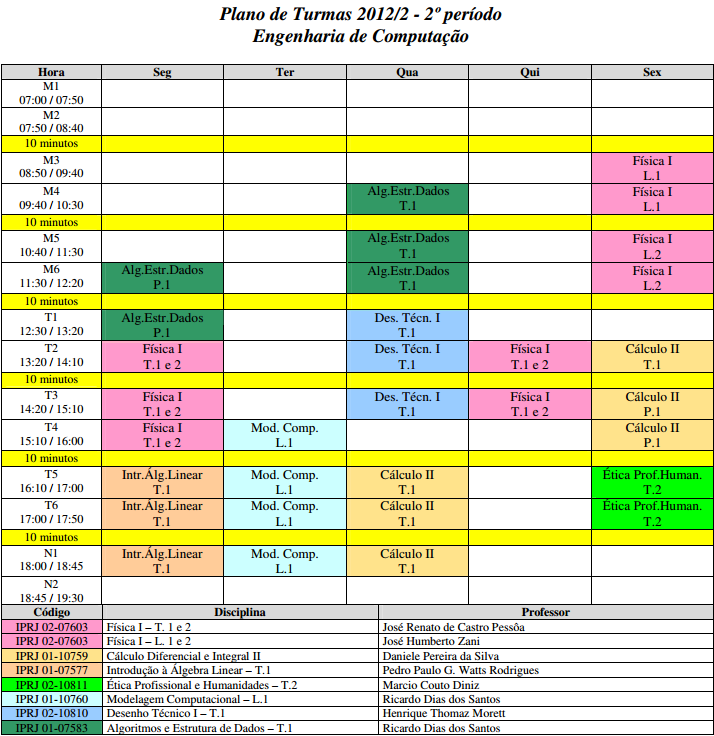 Plano de Turmas 2012/2 - 2º período
Engenharia de Computação
Hora Seg Ter Qua Qui Sex
M1
07:00 / 07:50
M2
07:50 / 08:40
10 minutos
M3 Física I
08:50 / 09:40 L.1
M4 Alg.Estr.Dados Física I
09:40 / 10:30 T.1 L.1
10 minutos
M5 Alg.Estr.Dados Física I
10:40 / 11:30 T.1 L.2
M6 Alg.Estr.Dados Alg.Estr.Dados Física I
11:30 / 12:20 P.1 T.1 L.2
10 minutos
T1 Alg.Estr.Dados Des. Técn. I
12:30 / 13:20 P.1 T.1
T2 Física I Des. Técn. I Física I Cálculo II
13:20 / 14:10 T.1 e 2 T.1 T.1 e 2 T.1
10 minutos
T3 Física I Des. Técn. I Física I Cálculo II
14:20 / 15:10 T.1 e 2 T.1 T.1 e 2 P.1
T4 Física I Mod. Comp. Cálculo II
15:10 / 16:00 T.1 e 2 L.1 P.1
10 minutos
T5 Intr.Álg.Linear Mod. Comp. Cálculo II Ética Prof.Human.
16:10 / 17:00 T.1 L.1 T.1 T.2
T6 Intr.Álg.Linear Mod. Comp. Cálculo II Ética Prof.Human.
17:00 / 17:50 T.1 L.1 T.1 T.2
10 minutos
N1 Intr.Álg.Linear Mod. Comp. Cálculo II
18:00 / 18:45 T.1 L.1 T.1
N2
18:45 / 19:30
Código Disciplina Professor
IPRJ 02-07603 Física I – T. 1 e 2 José Renato de Castro Pessôa
IPRJ 02-07603 Física I – L. 1 e 2 José Humberto Zani
IPRJ 01-10759 Cálculo Diferencial e Integral II Daniele Pereira da Silva
IPRJ 01-07577 Introdução à Álgebra Linear – T.1 Pedro Paulo G. Watts Rodrigues
IPRJ 02-10811 Ética Profissional e Humanidades – T.2 Marcio Couto Diniz
IPRJ 01-10760 Modelagem Computacional – L.1 Ricardo Dias dos Santos
IPRJ 02-10810 Desenho Técnico I – T.1 Henrique Thomaz Morett
IPRJ 01-07583 Algoritmos e Estrutura de Dados – T.1 Ricardo Dias dos Santos